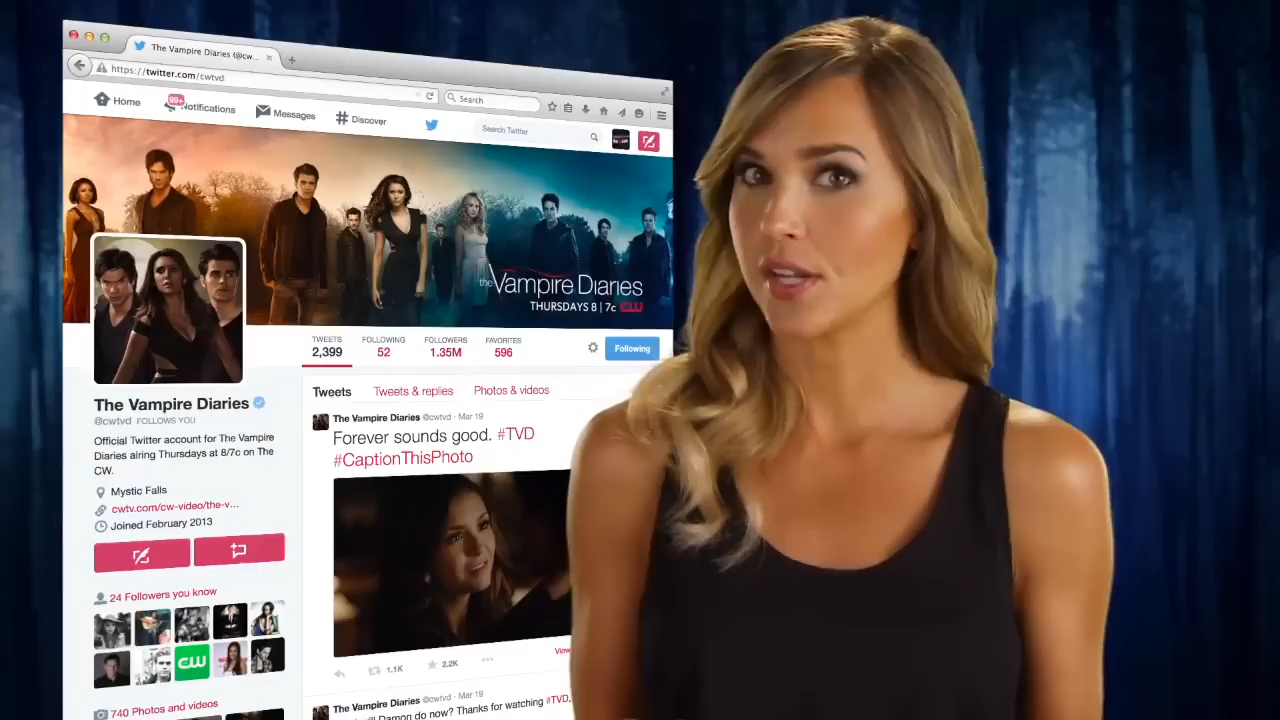 The Vampire Diaries (@cw...
https://twitter.com/cwtvd
Search
Home
99+
Notifications
Messages
# Discover
Search Twitter
the Vampire Diaries
THURSDAYS 8 | 7c CW
TWEETS
2,399
FOLLOWING
52
FOLLOWERS
1.35M
FAVORITES
596
Following
The Vampire Diaries
@cwtvd FOLLOWS YOU
Official Twitter account for The Vampire
Diaries airing Thursdays at 8/7c on The
CW.
Mystic Falls
cwtv.com/cw-video/the-v...
Joined February 2013
24 Followers you know
CW
740 Photos and videos
Tweets
Tweets & replies
Photos & videos
The Vampire Diaries @cwtvd · Mar 19
Forever sounds good. #TVD
#CaptionThisPhoto
1.1K
2.2K
View
The Vampire Diaries @cwtvd · Mar 19
Damon do now? Thanks for watching #TVD,